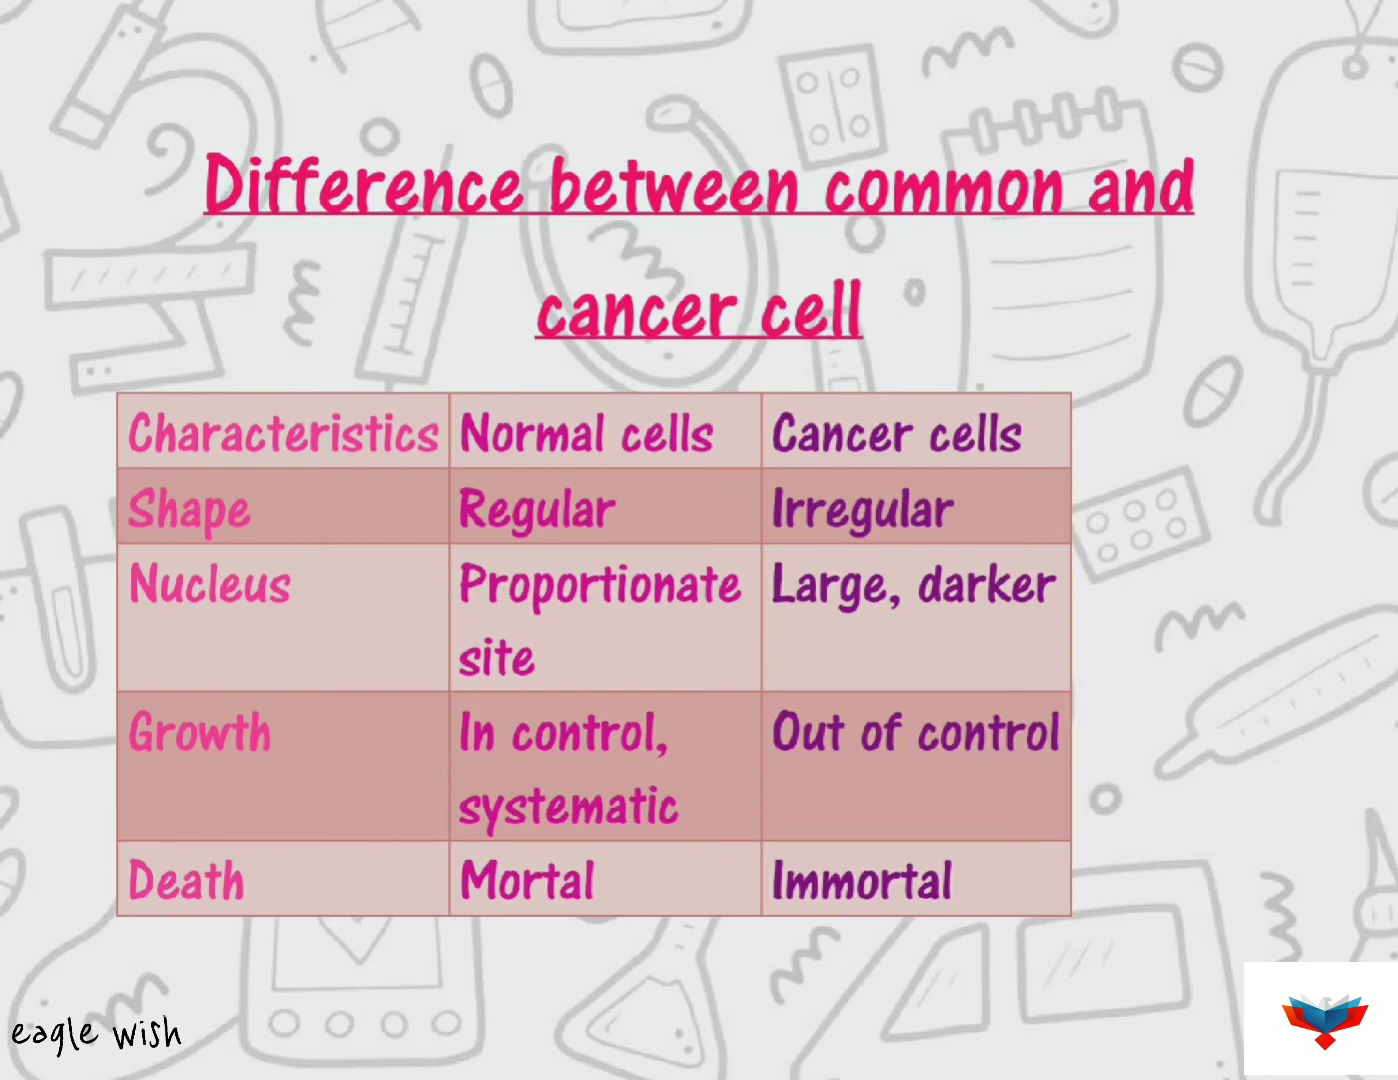 Difference between common and
cancer cell
Characteristics Normal cells Cancer cells
Shape Regular Irregular
Nucleus Proportionate Large, darker
site
Growth In control, Out of control
systematic
Death Mortal Immortal
eagle wish